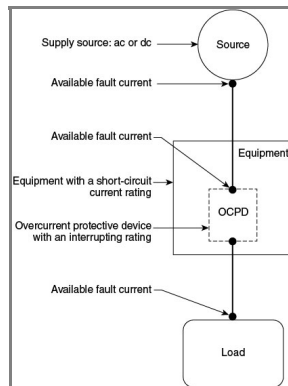 Supply source: ac or dc
Source
Available fault current
Available fault current
Equipment
Equipment with a short-circuit
current rating
OCPD
Overcurrent protective device
with an interrupting rating
Available fault current
Load